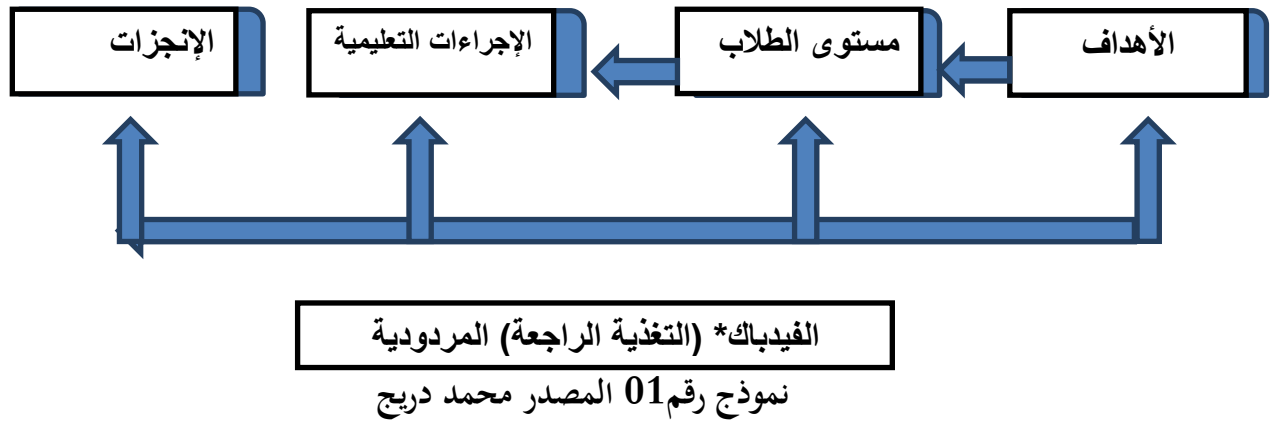 الأهداف
مستوى الطلاب
الإجراءات التعليمية
الإنجزات
الفيدباك* (التغذية الراجعة) المردودية
نموذج رقم01 المصدر محمد دريج